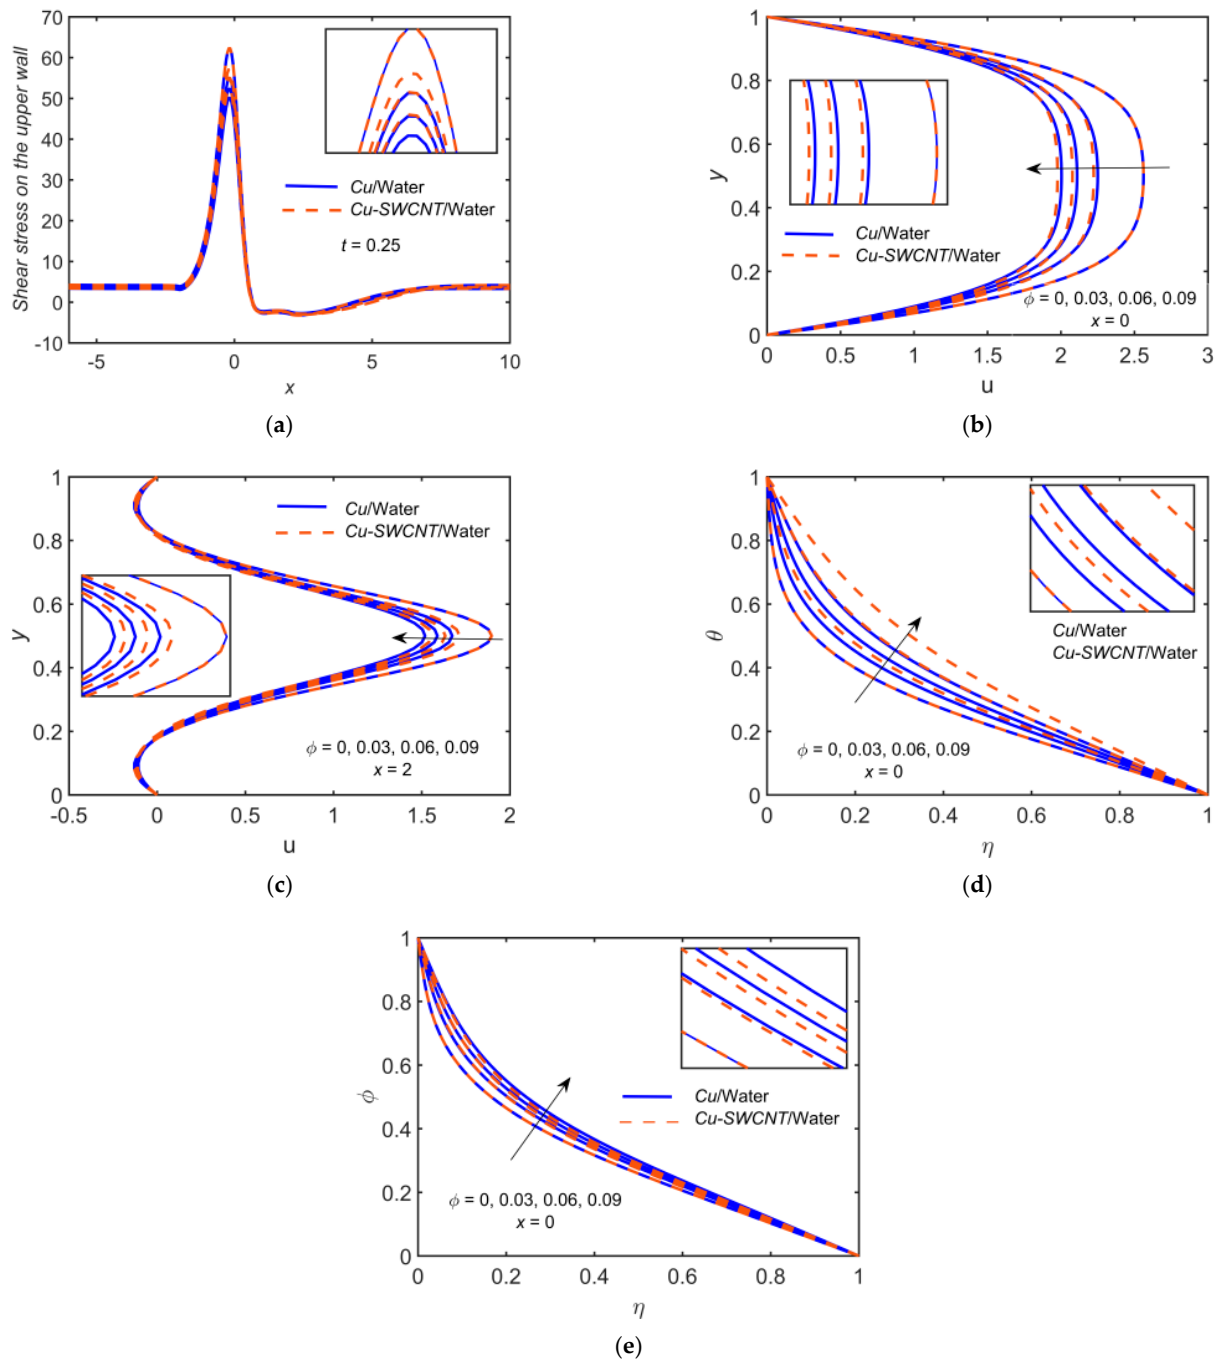 Shear stress on the upper wall
70
60
50
40
30
20
10
0
-10
-5
0
5
10
x
Cu/Water
Cu-SWCNT/Water
t = 0.25
(a)
y
1
0.8
0.6
0.4
0.2
0
0
0.5
1
1.5
2
2.5
3
u
Cu/Water
Cu-SWCNT/Water
ϕ = 0, 0.03, 0.06, 0.09
x = 0
(b)
y
1
0.8
0.6
0.4
0.2
0
-0.5
0
0.5
1
1.5
2
u
Cu/Water
Cu-SWCNT/Water
ϕ = 0, 0.03, 0.06, 0.09
x = 2
(c)
θ
1
0.8
0.6
0.4
0.2
0
0
0.2
0.4
0.6
0.8
1
η
Cu/Water
Cu-SWCNT/Water
ϕ = 0, 0.03, 0.06, 0.09
x = 0
(d)
ϕ
1
0.8
0.6
0.4
0.2
0
0
0.2
0.4
0.6
0.8
1
η
Cu/Water
Cu-SWCNT/Water
ϕ = 0, 0.03, 0.06, 0.09
x = 0
(e)